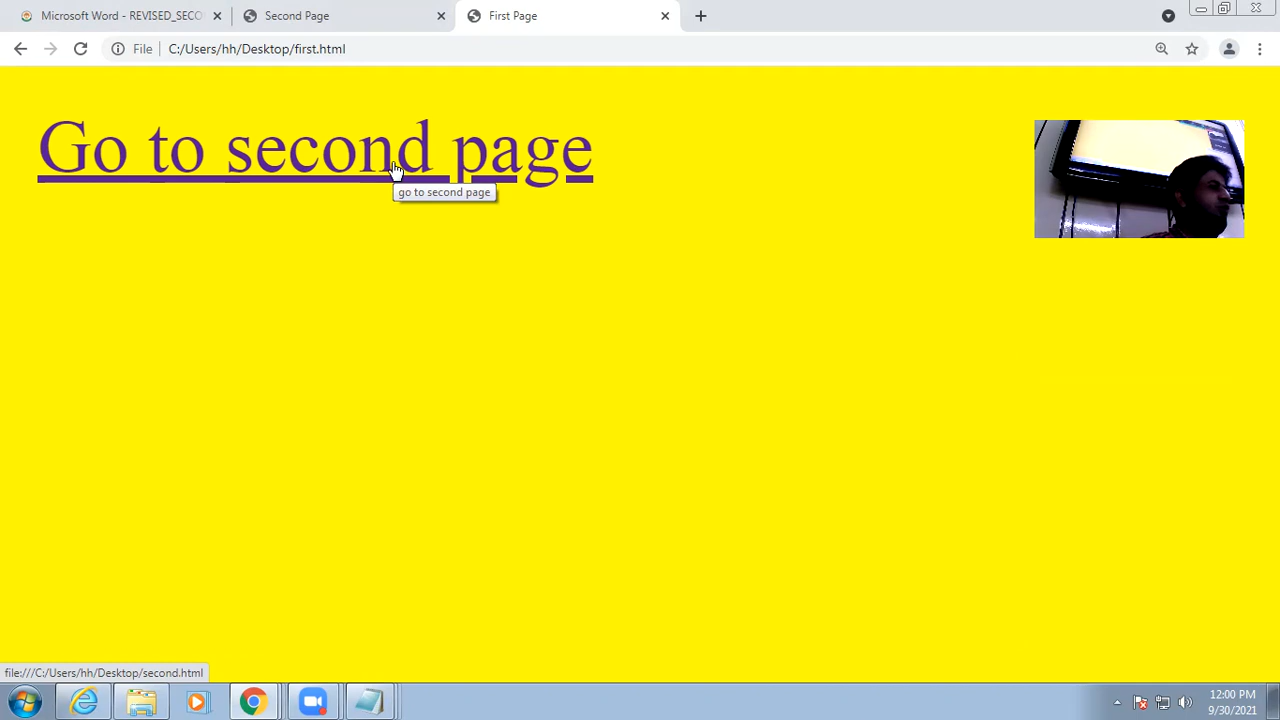 Microsoft Word - REVISED_SECO
Second Page
First Page
File
C:/Users/hh/Desktop/first.html
Go to second page
go to second page
file:///C:/Users/hh/Desktop/second.html
12:00 PM
9/30/2021